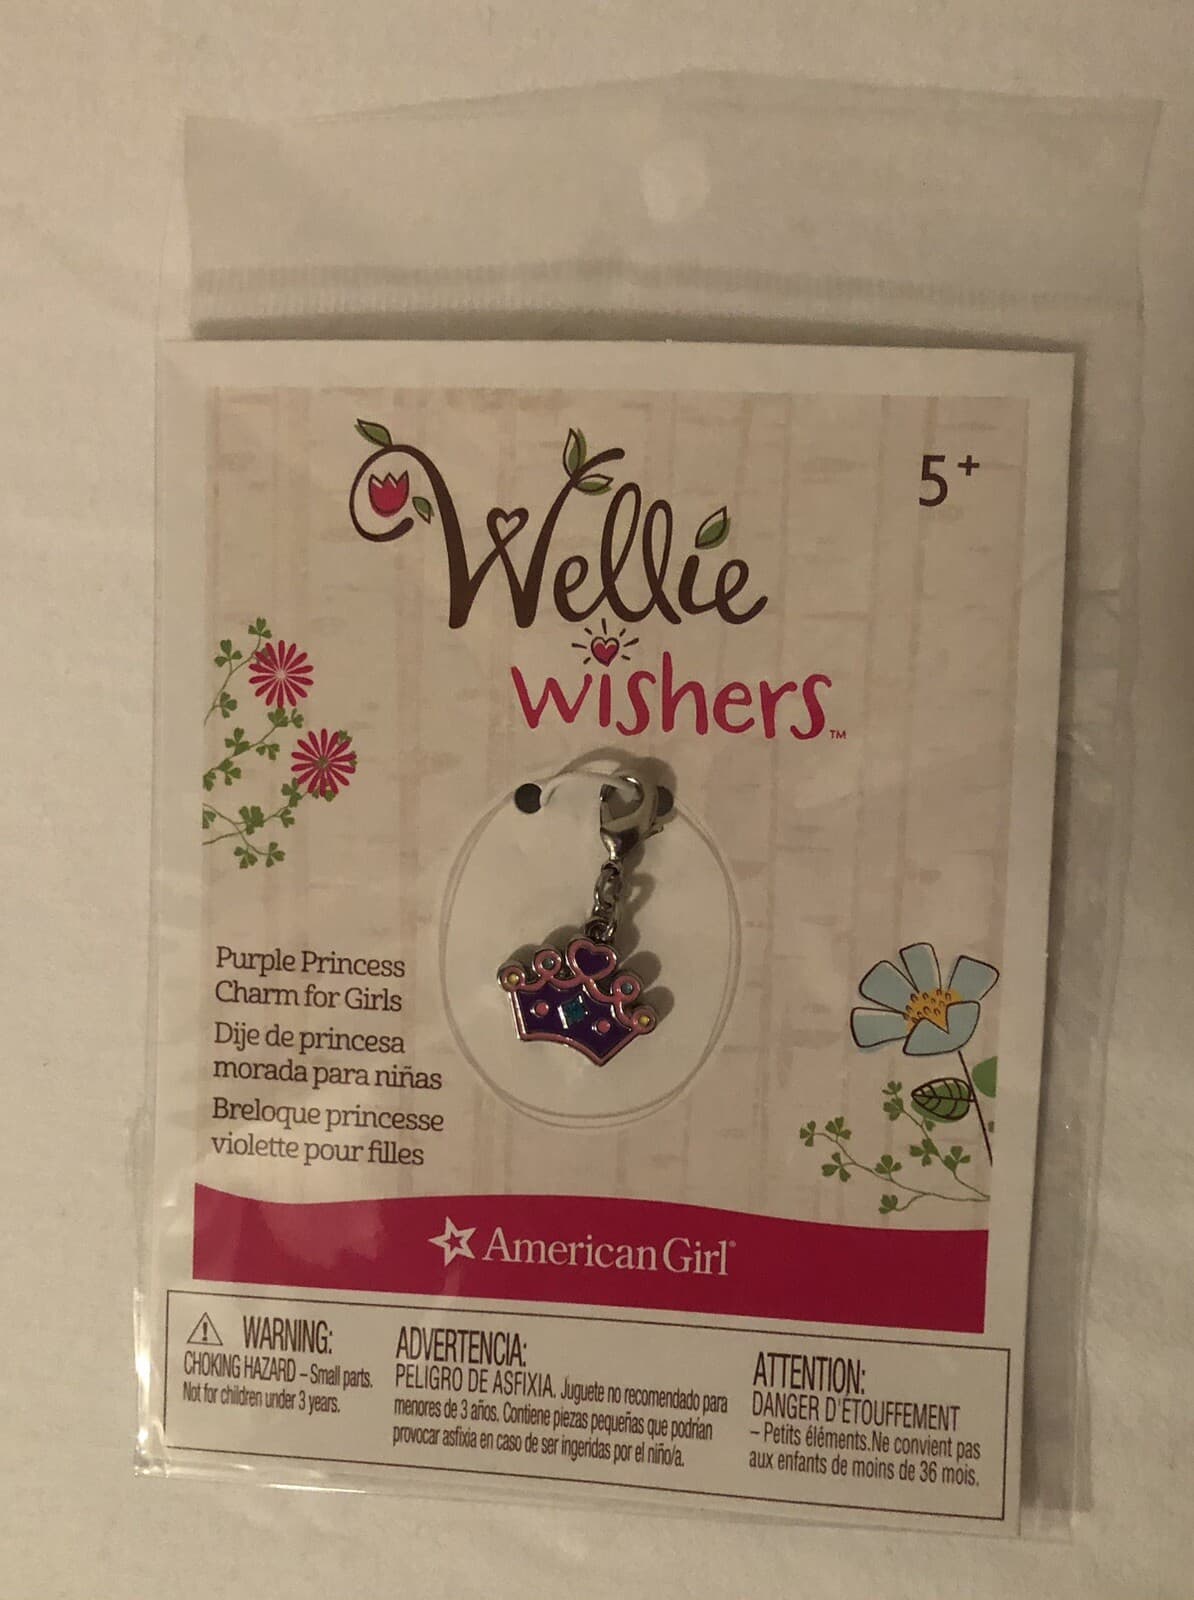 Wellie
wishers™
5+
Purple Princess
Charm for Girls
Dije de princesa
morada para niñas
Breloque princesse
violette pour filles
American Girl®
⚠ WARNING:
CHOKING HAZARD – Small parts.
Not for children under 3 years.
ADVERTENCIA:
PELIGRO DE ASFIXIA. Juguete no recomendado para
menores de 3 años. Contiene piezas pequeñas que podrían
provocar asfixia en caso de ser ingeridas por el niño/a.
ATTENTION:
DANGER D'ÉTOUFFEMENT
– Petits éléments.Ne convient pas
aux enfants de moins de 36 mois.